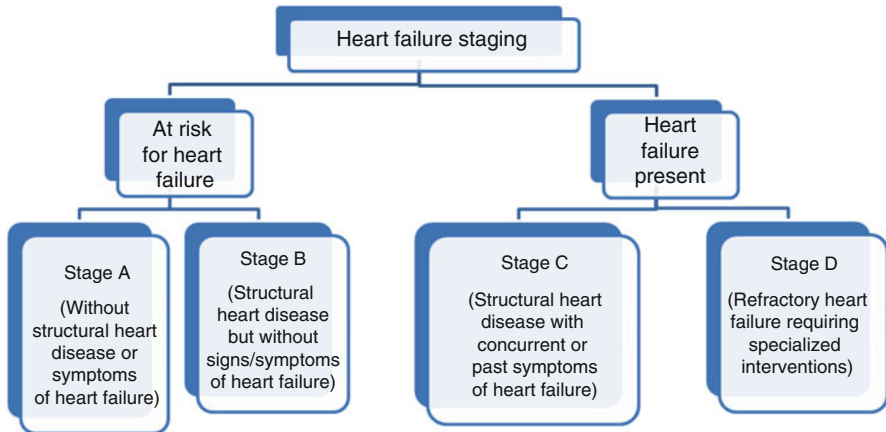 Heart failure staging
At risk
for heart
failure
Heart
failure
present
Stage A
(Without
structural heart
disease or
symptoms
of heart failure)
Stage B
(Structural
heart disease
but without
signs/symptoms
of heart failure)
Stage C
(Structural heart
disease with
concurrent or
past symptoms
of heart failure)
Stage D
(Refractory heart
failure requiring
specialized
interventions)